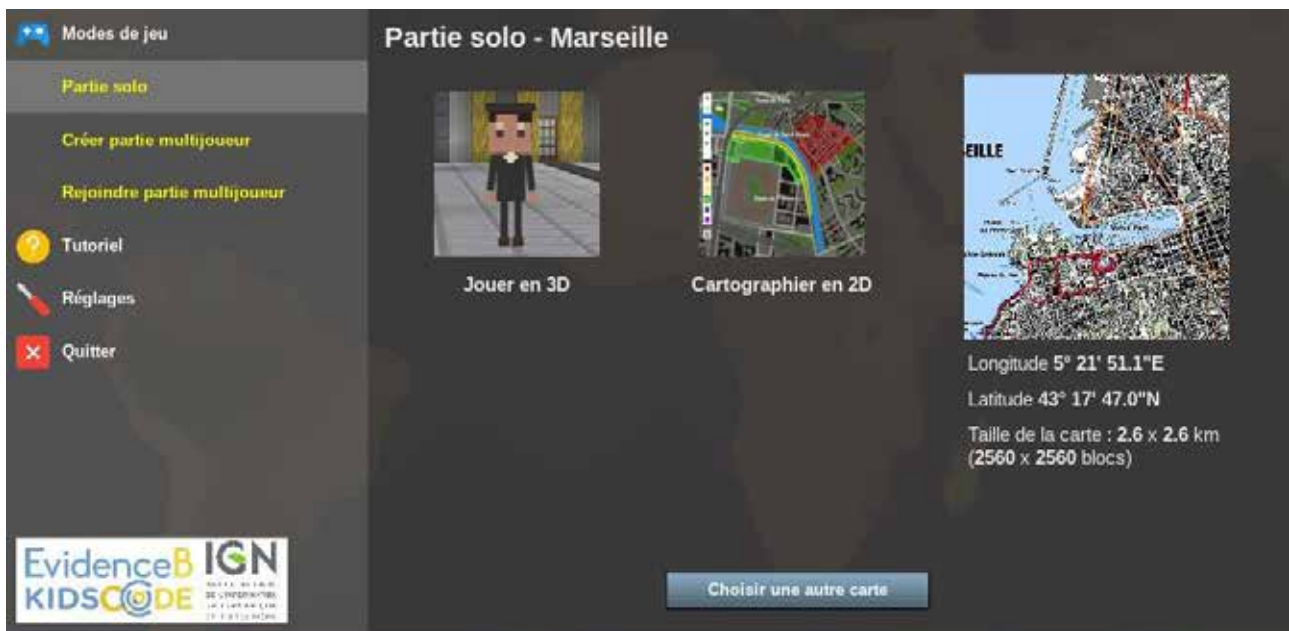 Modes de jeu
Partie solo
Créer partie multijoueur
Rejoindre partie multijoueur
Tutoriel
Réglages
Quitter
EvidenceB
KIDSCODE
IGN
Partie solo - Marseille
Jouer en 3D
Cartographier en 2D
EILLE
Longitude 5° 21' 51.1"E
Latitude 43° 17' 47.0"N
Taille de la carte : 2.6 x 2.6 km
(2560 x 2560 blocs)
Choisir une autre carte